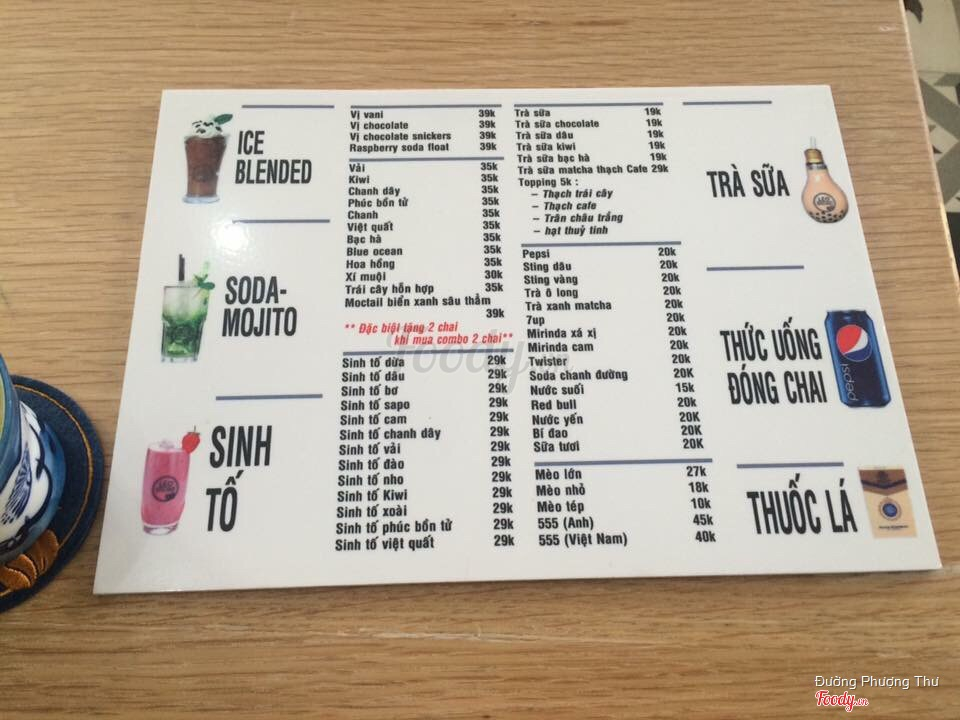 ICE
BLENDED
Vị vani 39k
Vị chocolate 39k
Vị chocolate snickers 39k
Raspberry soda float 39k
SODA-
MOJITO
Vải 35k
Kiwi 35k
Chanh dây 35k
Phúc bồn tử 35k
Chanh 35k
Việt quất 35k
Bạc hà 35k
Blue ocean 35k
Hoa hồng 35k
Xí muội 30k
Trái cây hỗn hợp 35k
Moctail biển xanh sâu thẳm
39k
** Đặc biệt tặng 2 chai
khi mua combo 2 chai**
SINH
TỐ
Sinh tố dừa 29k
Sinh tố dâu 29k
Sinh tố bơ 29k
Sinh tố sapo 29k
Sinh tố cam 29k
Sinh tố chanh dây 29k
Sinh tố vải 29k
Sinh tố đào 29k
Sinh tố nho 29k
Sinh tố Kiwi 29k
Sinh tố xoài 29k
Sinh tố phúc bồn tử 29k
Sinh tố việt quất 29k
TRÀ SỮA
Trà sữa 19k
Trà sữa chocolate 19k
Trà sữa dâu 19k
Trà sữa kiwi 19k
Trà sữa bạc hà 19k
Trà sữa matcha thạch Cafe 29k
Topping 5k :
– Thạch trái cây
– Thạch cafe
– Trân châu trắng
– hạt thuỷ tinh
THỨC UỐNG
ĐÓNG CHAI
pepsi
Pepsi 20k
Sting dâu 20k
Sting vàng 20k
Trà ô long 20k
Trà xanh matcha 20k
7up 20k
Mirinda xá xị 20k
Mirinda cam 20k
Twister 20k
Soda chanh đường 20k
Nước suối 15k
Red bull 20k
Nước yến 20K
Bí đao 20K
Sữa tươi 20K
THUỐC LÁ
Mèo lớn 27k
Mèo nhỏ 18k
Mèo tép 10k
555 (Anh) 45k
555 (Việt Nam) 40k
Foody.vn
Đường Phượng Thư
Foody.vn